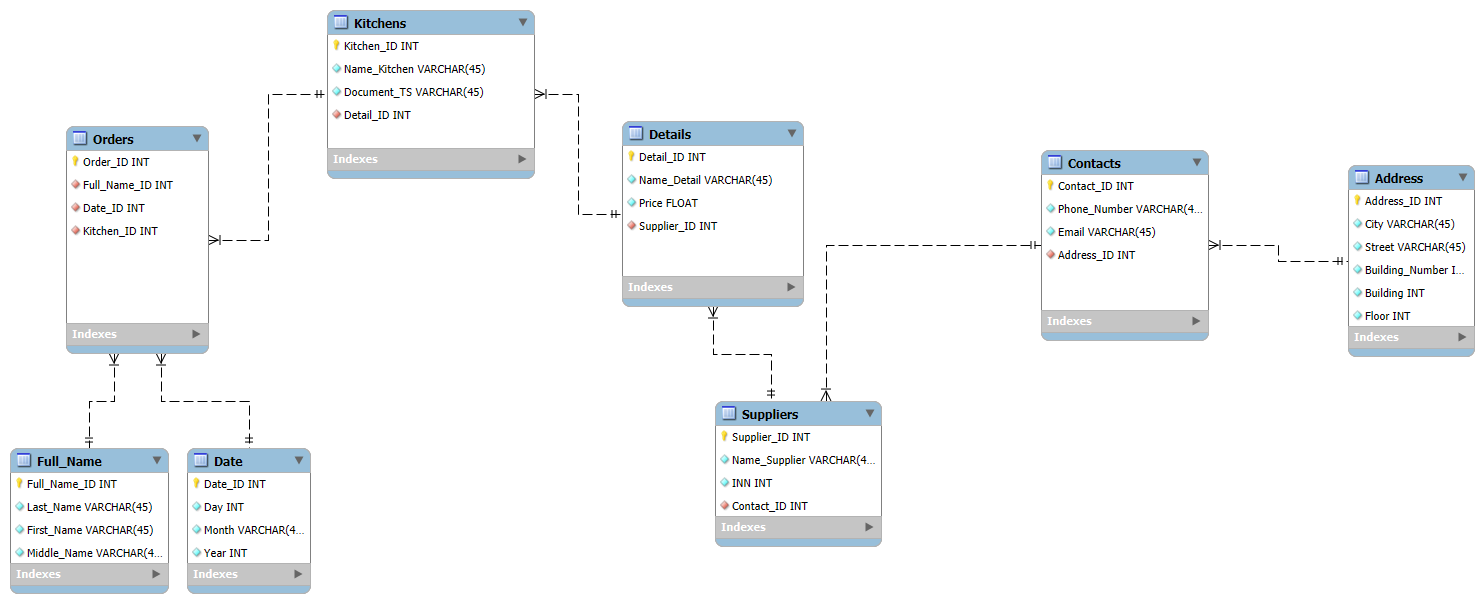 Kitchens
Kitchen_ID INT
Name_Kitchen VARCHAR(45)
Document_TS VARCHAR(45)
Detail_ID INT
Indexes
Orders
Order_ID INT
Full_Name_ID INT
Date_ID INT
Kitchen_ID INT
Indexes
Details
Detail_ID INT
Name_Detail VARCHAR(45)
Price FLOAT
Supplier_ID INT
Indexes
Contacts
Contact_ID INT
Phone_Number VARCHAR(4...
Email VARCHAR(45)
Address_ID INT
Indexes
Address
Address_ID INT
City VARCHAR(45)
Street VARCHAR(45)
Building_Number I...
Building INT
Floor INT
Indexes
Full_Name
Full_Name_ID INT
Last_Name VARCHAR(45)
First_Name VARCHAR(45)
Middle_Name VARCHAR(4...
Indexes
Date
Date_ID INT
Day INT
Month VARCHAR(4...
Year INT
Indexes
Suppliers
Supplier_ID INT
Name_Supplier VARCHAR(4...
INN INT
Contact_ID INT
Indexes